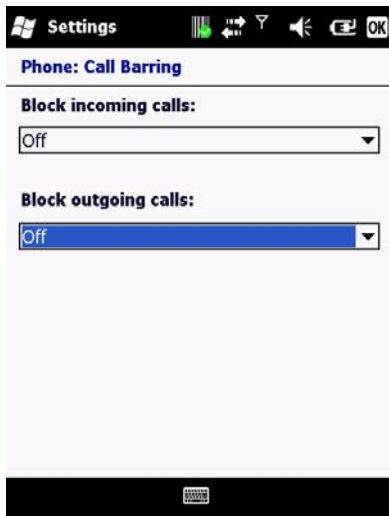 Settings OK
Phone: Call Barring
Block incoming calls:
Off
Block outgoing calls:
Off